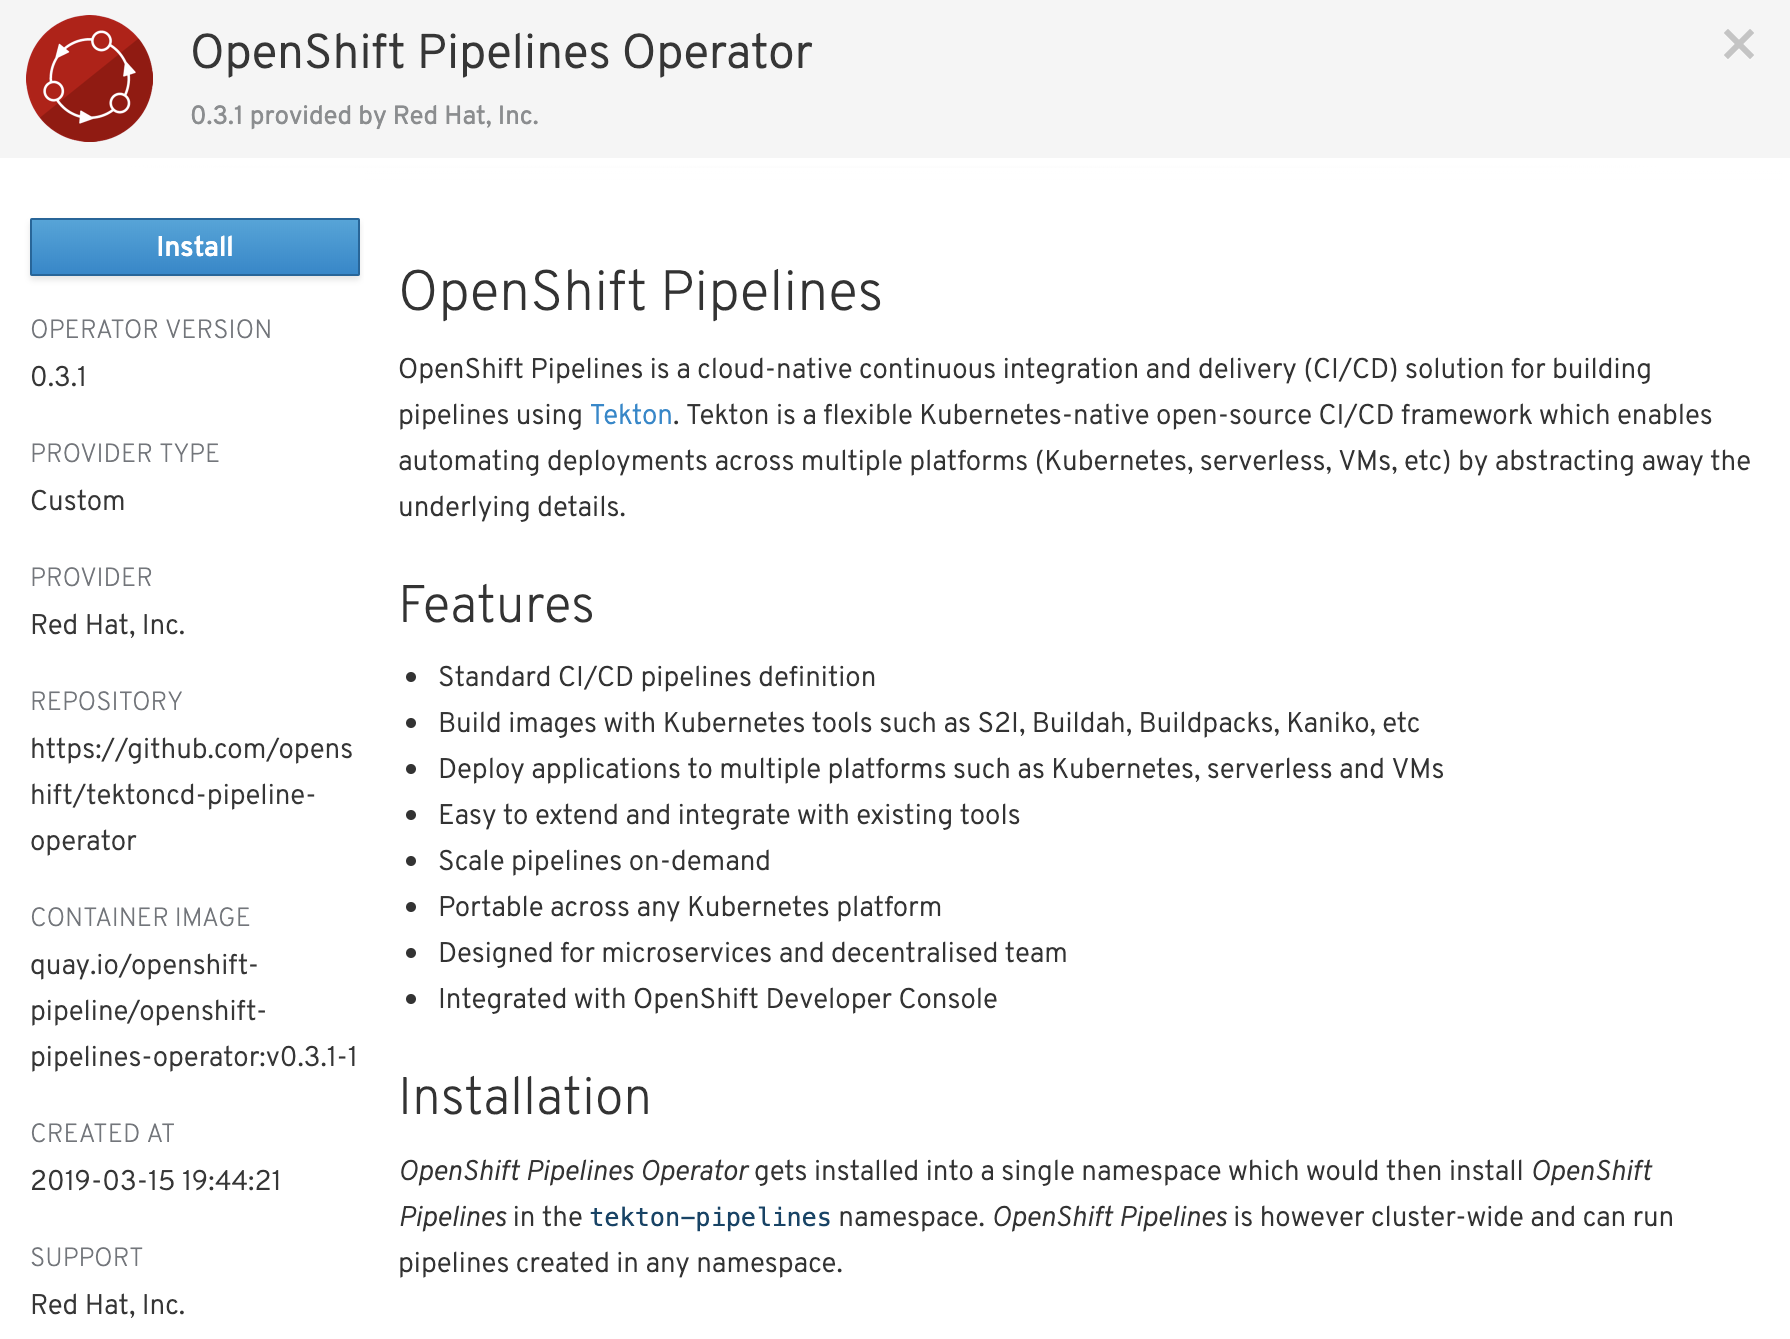 OpenShift Pipelines Operator
0.3.1 provided by Red Hat, Inc.
Install
OPERATOR VERSION
0.3.1
PROVIDER TYPE
Custom
PROVIDER
Red Hat, Inc.
REPOSITORY
https://github.com/opens
hift/tektoncd-pipeline-
operator
CONTAINER IMAGE
quay.io/openshift-
pipeline/openshift-
pipelines-operator:v0.3.1-1
CREATED AT
2019-03-15 19:44:21
SUPPORT
Red Hat, Inc.
OpenShift Pipelines
OpenShift Pipelines is a cloud-native continuous integration and delivery (CI/CD) solution for building
pipelines using Tekton. Tekton is a flexible Kubernetes-native open-source CI/CD framework which enables
automating deployments across multiple platforms (Kubernetes, serverless, VMs, etc) by abstracting away the
underlying details.
Features
• Standard CI/CD pipelines definition
• Build images with Kubernetes tools such as S2I, Buildah, Buildpacks, Kaniko, etc
• Deploy applications to multiple platforms such as Kubernetes, serverless and VMs
• Easy to extend and integrate with existing tools
• Scale pipelines on-demand
• Portable across any Kubernetes platform
• Designed for microservices and decentralised team
• Integrated with OpenShift Developer Console
Installation
OpenShift Pipelines Operator gets installed into a single namespace which would then install OpenShift
Pipelines in the tekton-pipelines namespace. OpenShift Pipelines is however cluster-wide and can run
pipelines created in any namespace.